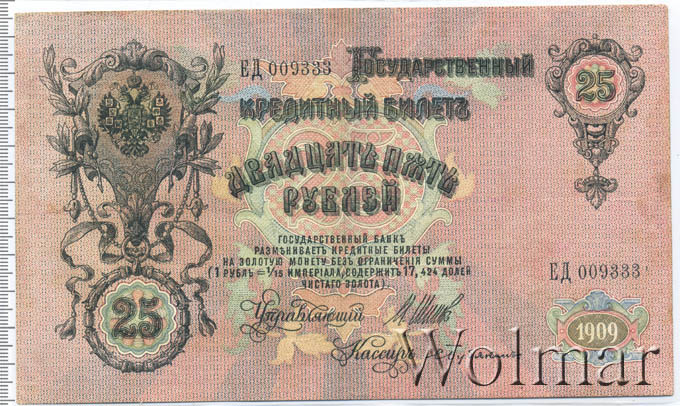 ЕД 009333 Государственный
25
Кредитный Билетъ
Двадцать пять
рублей
ГОСУДАРСТВЕННЫЙ БАНКЪ
РАЗМѢНИВАЕТЪ КРЕДИТНЫЕ БИЛЕТЫ
НА ЗОЛОТУЮ МОНЕТУ БЕЗЪ ОГРАНИЧЕНІЯ СУММЫ
(1 РУБЛЬ = 1/15 ИМПЕРІАЛА, СОДЕРЖИТЪ 17,424 ДОЛЕЙ
ЧИСТАГО ЗОЛОТА)
ЕД 009333
25
Управляющій
1909
Кассиръ
Wolmar